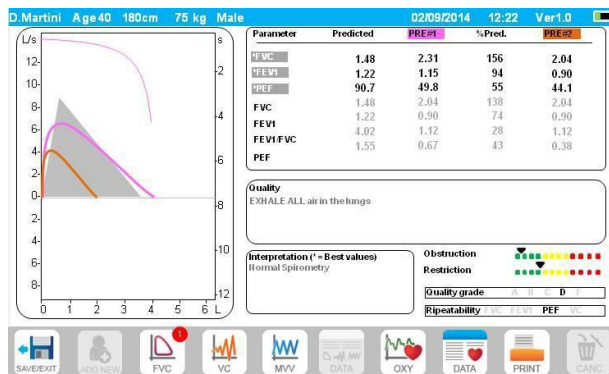 D.Martini Age40 180cm 75 kg Male 02/09/2014 12:22 Ver1.0
L/s s
12-
10-
8-
6-
4-
2-
0-
2-
4-
6-
8-
-2
-4
-6
-8
-10
-12
0 1 2 3 4 5 6 L
Parameter Predicted PRE#1 %Pred. PRE#2
*FVC 1.48 2.31 156 2.04
*FEV1 1.22 1.15 94 0.90
*PEF 90.7 49.8 55 44.1
FVC 1.48 2.04 138 2.04
FEV1 1.22 0.90 74 0.90
FEV1/FVC 4.02 1.12 28 1.12
PEF 1.55 0.67 43 0.38
Quality
EXHALE ALL air in the lungs
Interpretation (* = Best values)
Normal Spirometry
Obstruction
Restriction
Quality grade A B C D F
Ripeatability FVC FEV1 PEF VC
1
SAVE/EXIT ADD NEW FVC VC MVV DATA OXY DATA PRINT CANC